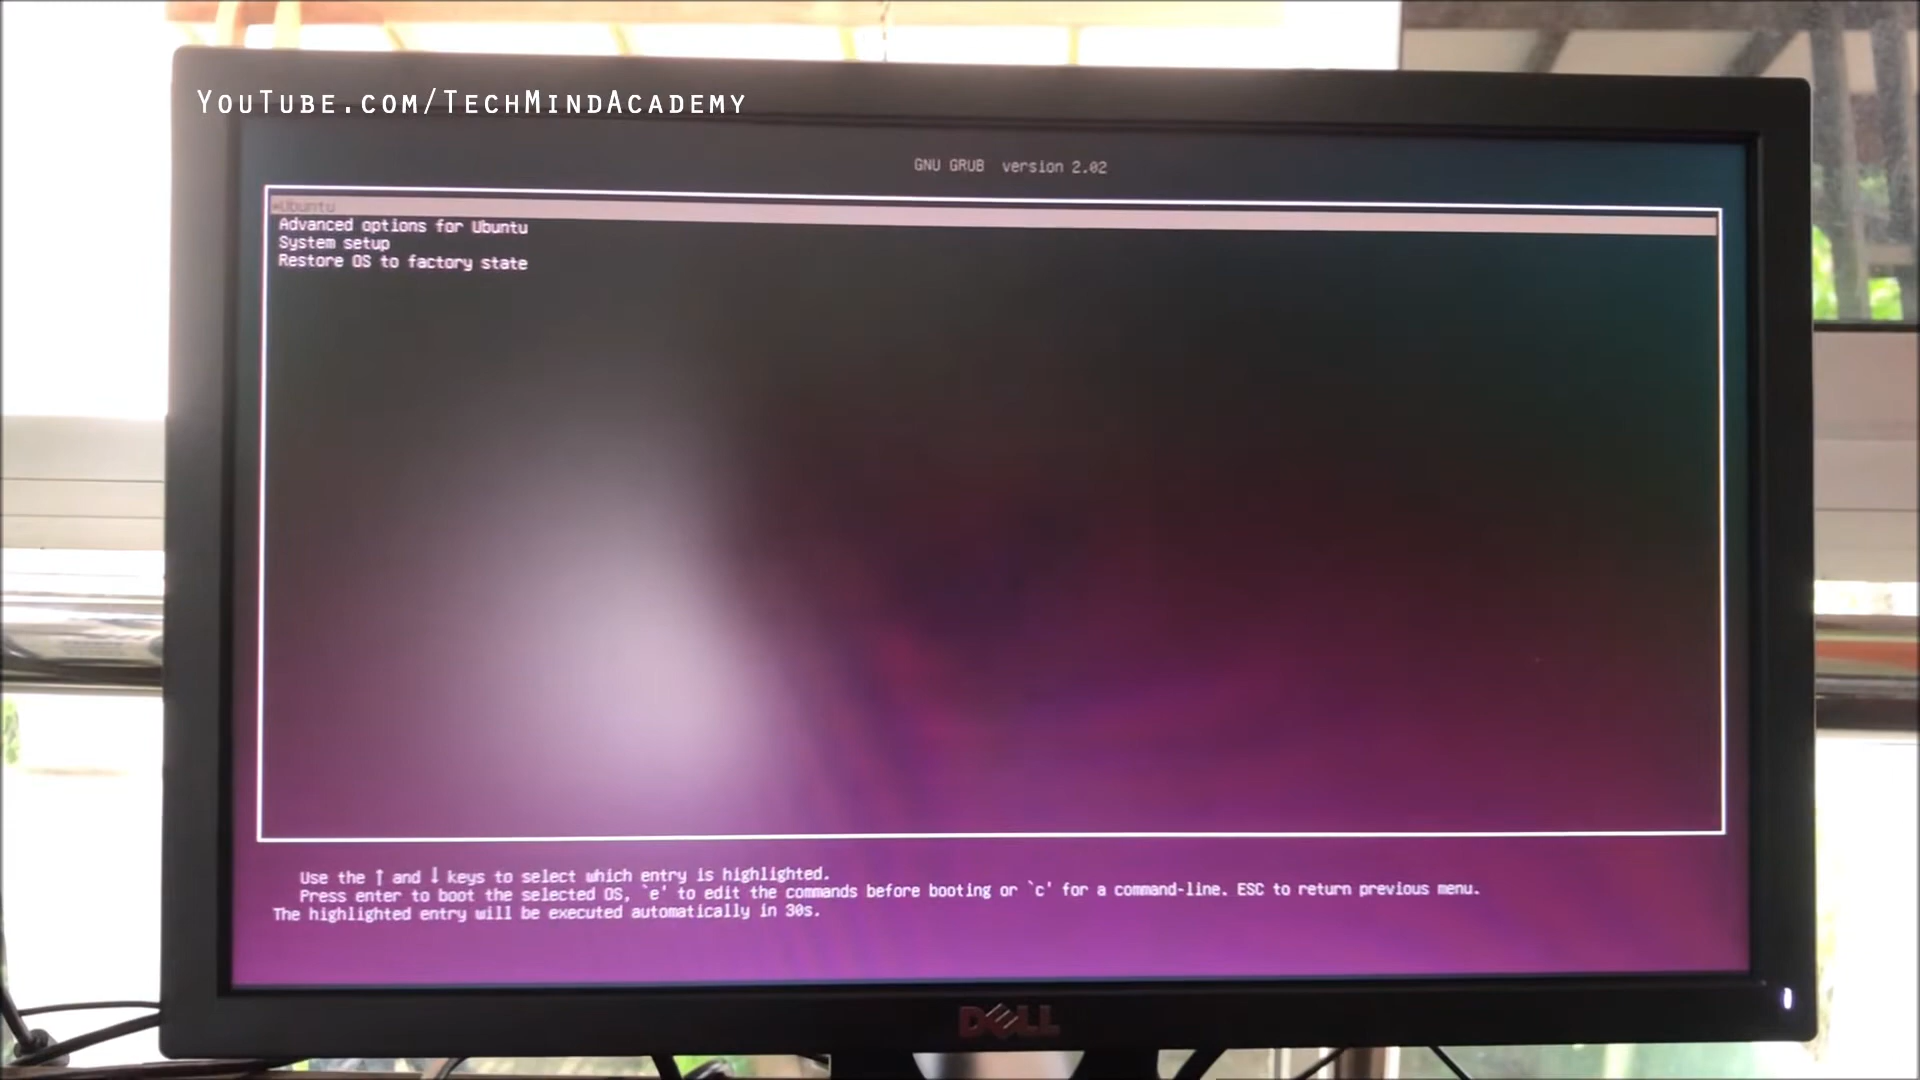 YouTube.com/TechMindAcademy
GNU GRUB version 2.02
*Ubuntu
Advanced options for Ubuntu
System setup
Restore OS to factory state
Use the ↑ and ↓ keys to select which entry is highlighted.
Press enter to boot the selected OS, `e' to edit the commands before booting or `c' for a command-line. ESC to return previous menu.
The highlighted entry will be executed automatically in 30s.
DELL